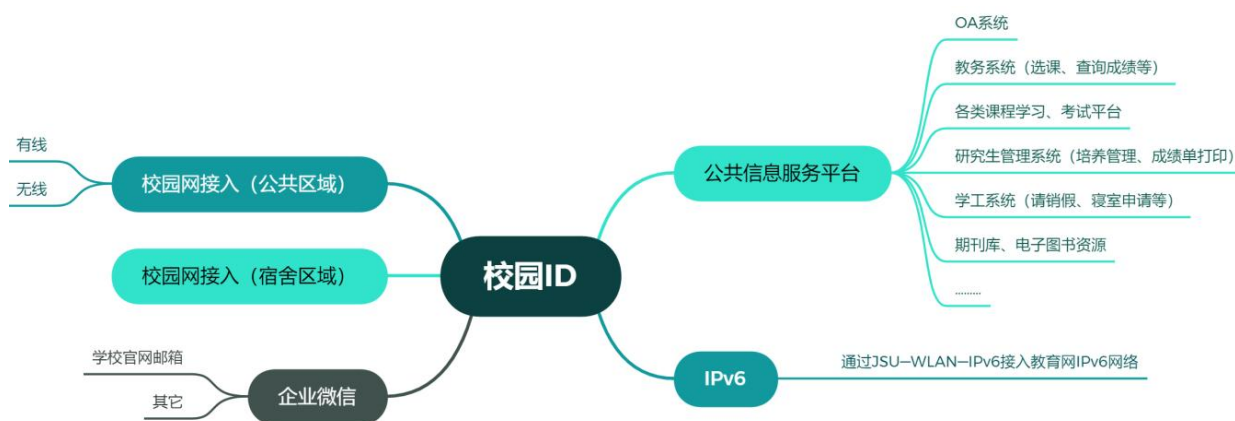 校园ID
校园网接入（公共区域）
有线
无线
校园网接入（宿舍区域）
企业微信
学校官网邮箱
其它
公共信息服务平台
OA系统
教务系统（选课、查询成绩等）
各类课程学习、考试平台
研究生管理系统（培养管理、成绩单打印）
学工系统（请销假、寝室申请等）
期刊库、电子图书资源
………
IPv6
通过JSU—WLAN—IPv6接入教育网IPv6网络